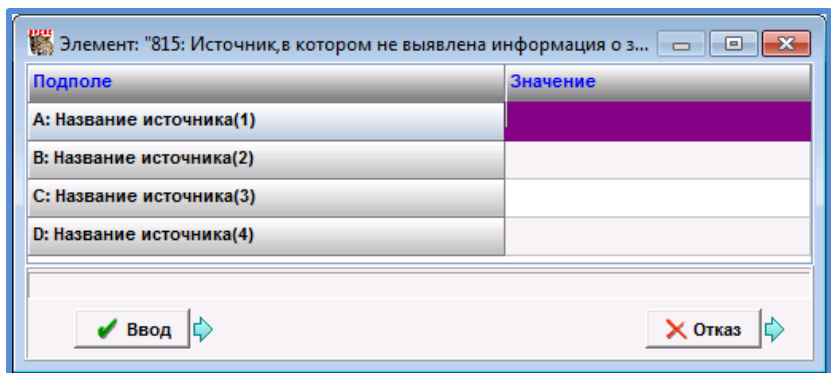 Элемент: "815: Источник,в котором не выявлена информация о з...
Подполе Значение
A: Название источника(1)
B: Название источника(2)
C: Название источника(3)
D: Название источника(4)
Ввод Отказ